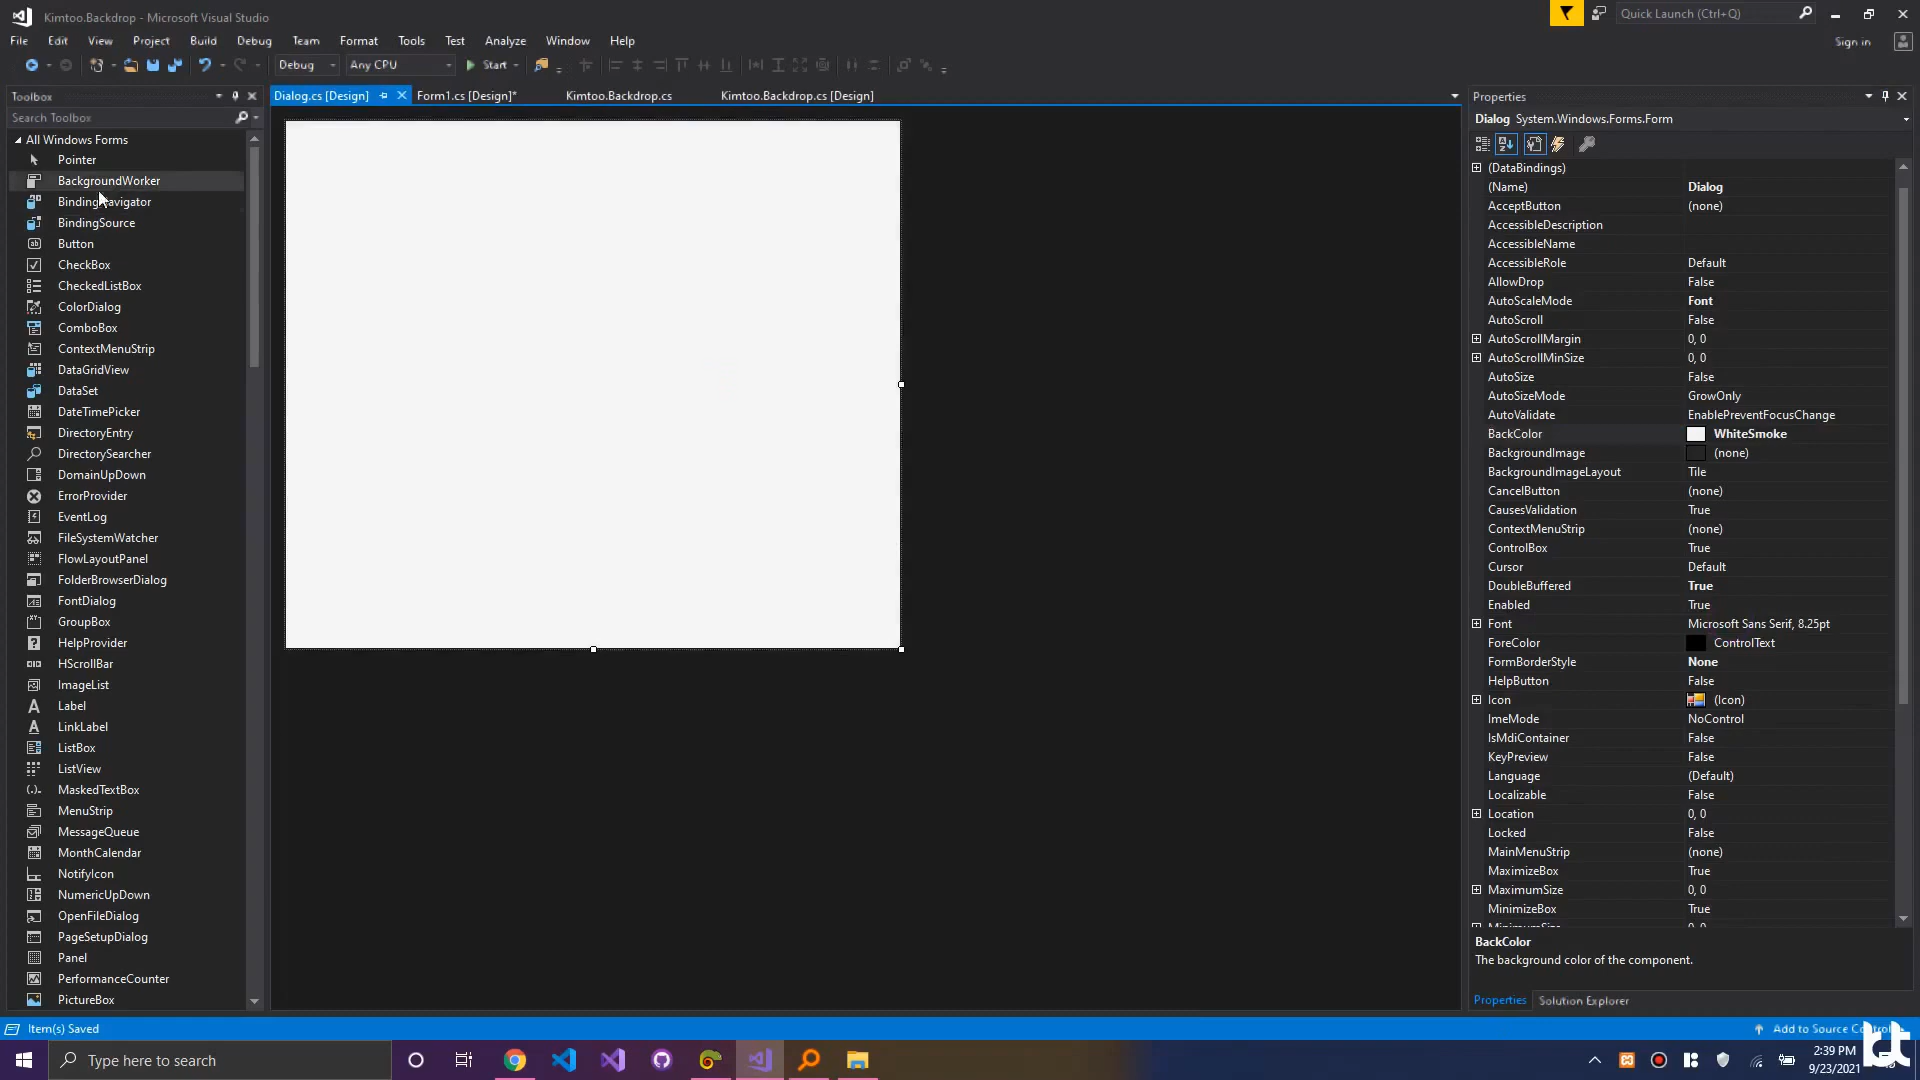 Kimtoo.Backdrop - Microsoft Visual Studio
Quick Launch (Ctrl+Q)
File Edit View Project Build Debug Team Format Tools Test Analyze Window Help
Sign in
Debug Any CPU Start
Toolbox
Dialog.cs [Design] Form1.cs [Design]* Kimtoo.Backdrop.cs Kimtoo.Backdrop.cs [Design]
Search Toolbox
All Windows Forms
Pointer
BackgroundWorker
BindingNavigator
BindingSource
Button
CheckBox
CheckedListBox
ColorDialog
ComboBox
ContextMenuStrip
DataGridView
DataSet
DateTimePicker
DirectoryEntry
DirectorySearcher
DomainUpDown
ErrorProvider
EventLog
FileSystemWatcher
FlowLayoutPanel
FolderBrowserDialog
FontDialog
GroupBox
HelpProvider
HScrollBar
ImageList
Label
LinkLabel
ListBox
ListView
MaskedTextBox
MenuStrip
MessageQueue
MonthCalendar
NotifyIcon
NumericUpDown
OpenFileDialog
PageSetupDialog
Panel
PerformanceCounter
PictureBox
Properties
Dialog System.Windows.Forms.Form
(DataBindings)
(Name) Dialog
AcceptButton (none)
AccessibleDescription
AccessibleName
AccessibleRole Default
AllowDrop False
AutoScaleMode Font
AutoScroll False
AutoScrollMargin 0, 0
AutoScrollMinSize 0, 0
AutoSize False
AutoSizeMode GrowOnly
AutoValidate EnablePreventFocusChange
BackColor WhiteSmoke
BackgroundImage (none)
BackgroundImageLayout Tile
CancelButton (none)
CausesValidation True
ContextMenuStrip (none)
ControlBox True
Cursor Default
DoubleBuffered True
Enabled True
Font Microsoft Sans Serif, 8.25pt
ForeColor ControlText
FormBorderStyle None
HelpButton False
Icon (Icon)
ImeMode NoControl
IsMdiContainer False
KeyPreview False
Language (Default)
Localizable False
Location 0, 0
Locked False
MainMenuStrip (none)
MaximizeBox True
MaximumSize 0, 0
MinimizeBox True
BackColor
The background color of the component.
Properties Solution Explorer
Item(s) Saved
Add to Source
Type here to search
2:39 PM
9/23/2021